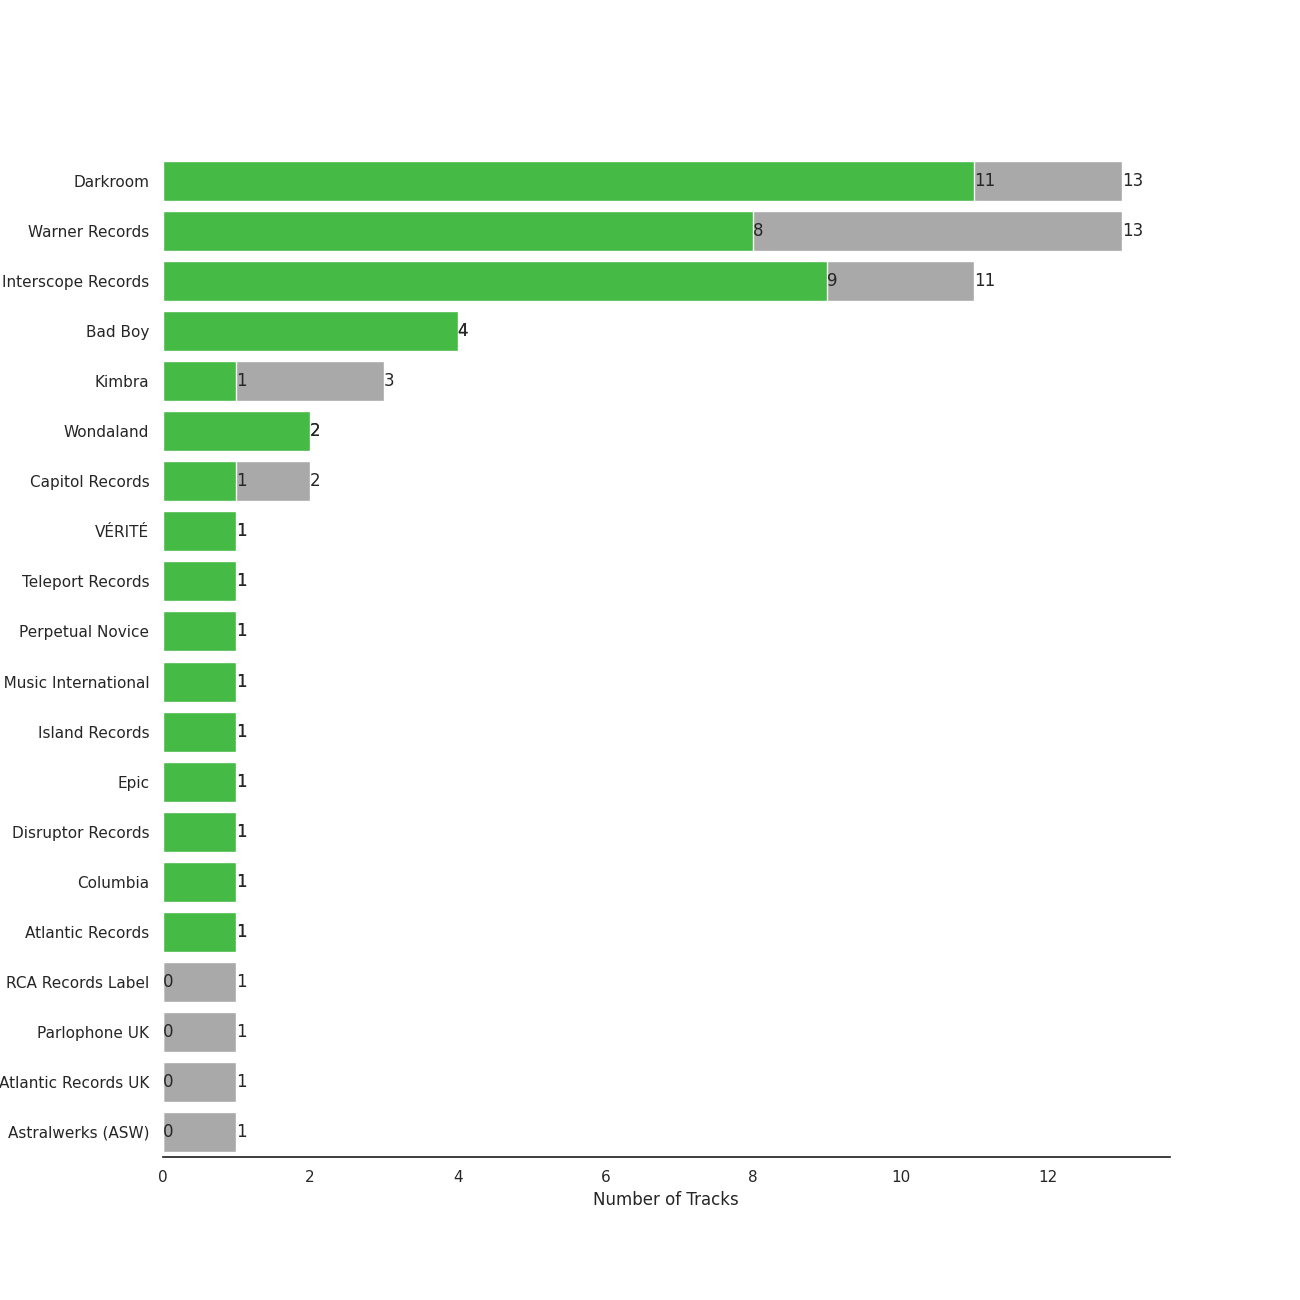 Darkroom 11 13
Warner Records 8 13
Interscope Records 9 11
Bad Boy 4
Kimbra 1 3
Wondaland 2
Capitol Records 1 2
VÉRITÉ 1
Teleport Records 1
Perpetual Novice 1
Music International 1
Island Records 1
Epic 1
Disruptor Records 1
Columbia 1
Atlantic Records 1
RCA Records Label 0 1
Parlophone UK 0 1
Atlantic Records UK 0 1
Astralwerks (ASW) 0 1
0 2 4 6 8 10 12
Number of Tracks